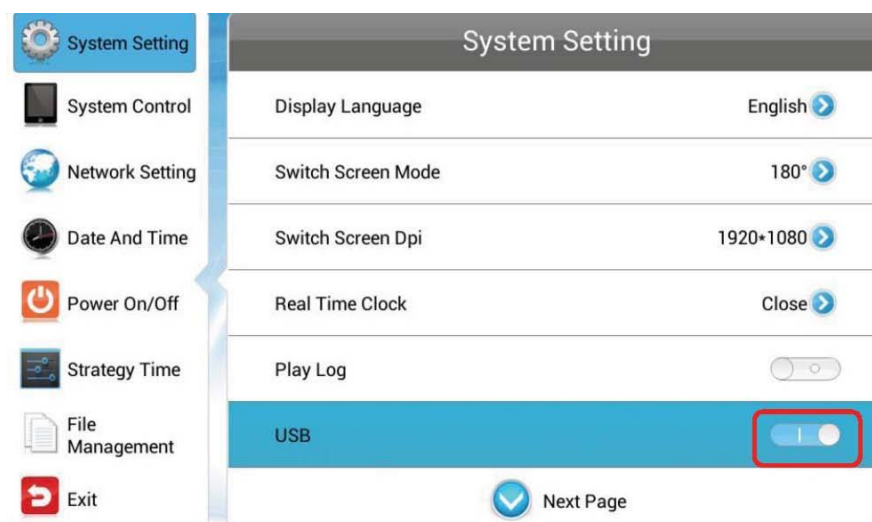 System Setting
System Control
Network Setting
Date And Time
Power On/Off
Strategy Time
File
Management
Exit
System Setting
Display Language English
Switch Screen Mode 180°
Switch Screen Dpi 1920*1080
Real Time Clock Close
Play Log
USB
Next Page